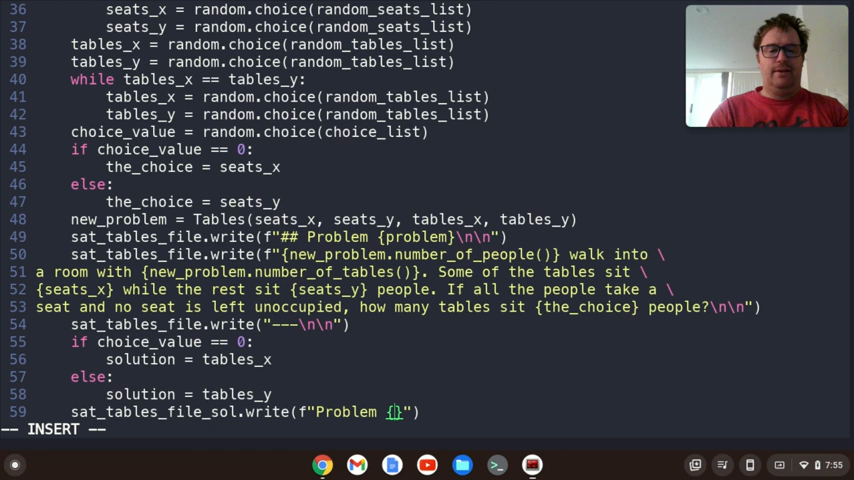 36 seats_x = random.choice(random_seats_list)
37 seats_y = random.choice(random_seats_list)
38 tables_x = random.choice(random_tables_list)
39 tables_y = random.choice(random_tables_list)
40 while tables_x == tables_y:
41 tables_x = random.choice(random_tables_list)
42 tables_y = random.choice(random_tables_list)
43 choice_value = random.choice(choice_list)
44 if choice_value == 0:
45 the_choice = seats_x
46 else:
47 the_choice = seats_y
48 new_problem = Tables(seats_x, seats_y, tables_x, tables_y)
49 sat_tables_file.write(f"## Problem {problem}\n\n")
50 sat_tables_file.write(f"{new_problem.number_of_people()} walk into \
51 a room with {new_problem.number_of_tables()}. Some of the tables sit \
52 {seats_x} while the rest sit {seats_y} people. If all the people take a \
53 seat and no seat is left unoccupied, how many tables sit {the_choice} people?\n\n")
54 sat_tables_file.write("---\n\n")
55 if choice_value == 0:
56 solution = tables_x
57 else:
58 solution = tables_y
59 sat_tables_file_sol.write(f"Problem {}")
-- INSERT --
7:55